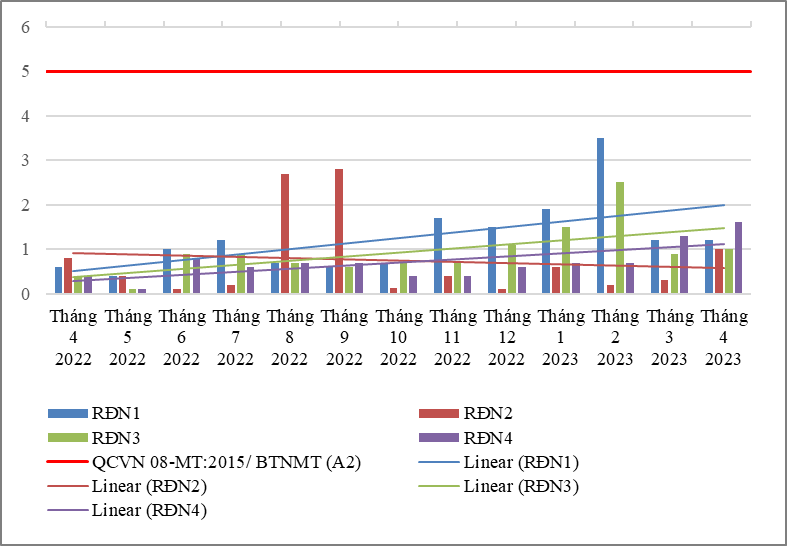 6
5
4
3
2
1
0
Tháng 4 2022
Tháng 5 2022
Tháng 6 2022
Tháng 7 2022
Tháng 8 2022
Tháng 9 2022
Tháng 10 2022
Tháng 11 2022
Tháng 12 2022
Tháng 1 2023
Tháng 2 2023
Tháng 3 2023
Tháng 4 2023
RĐN1
RĐN2
RĐN3
RĐN4
QCVN 08-MT:2015/ BTNMT (A2)
Linear (RĐN1)
Linear (RĐN2)
Linear (RĐN3)
Linear (RĐN4)